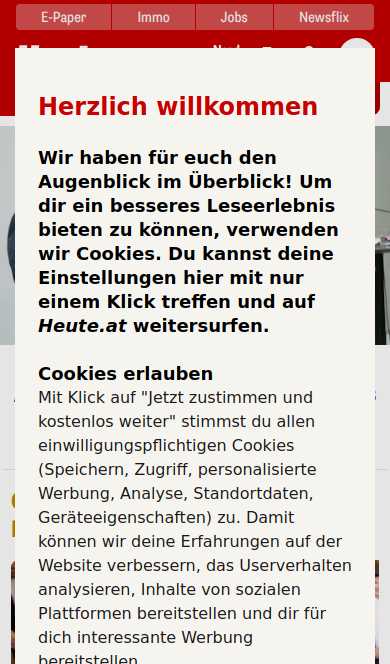 E-Paper
Immo
Jobs
Newsflix
Herzlich willkommen
Wir haben für euch den
Augenblick im Überblick! Um
dir ein besseres Leseerlebnis
bieten zu können, verwenden
wir Cookies. Du kannst deine
Einstellungen hier mit nur
einem Klick treffen und auf
Heute.at weitersurfen.
Cookies erlauben
Mit Klick auf "Jetzt zustimmen und
kostenlos weiter" stimmst du allen
einwilligungspflichtigen Cookies
(Speichern, Zugriff, personalisierte
Werbung, Analyse, Standortdaten,
Geräteeigenschaften) zu. Damit
können wir deine Erfahrungen auf der
Website verbessern, das Userverhalten
analysieren, Inhalte von sozialen
Plattformen bereitstellen und dir für
dich interessante Werbung
bereitstellen